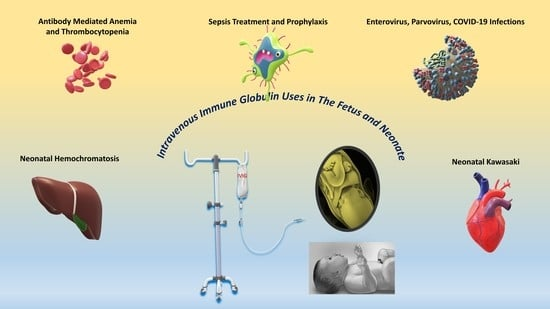 Antibody Mediated Anemia
and Thrombocytopenia
Sepsis Treatment and Prophylaxis
Enterovirus, Parvovirus, COVID-19 Infections
Intravenous Immune Globulin Uses in The Fetus and Neonate
Neonatal Hemochromatosis
IVIG
Neonatal Kawasaki